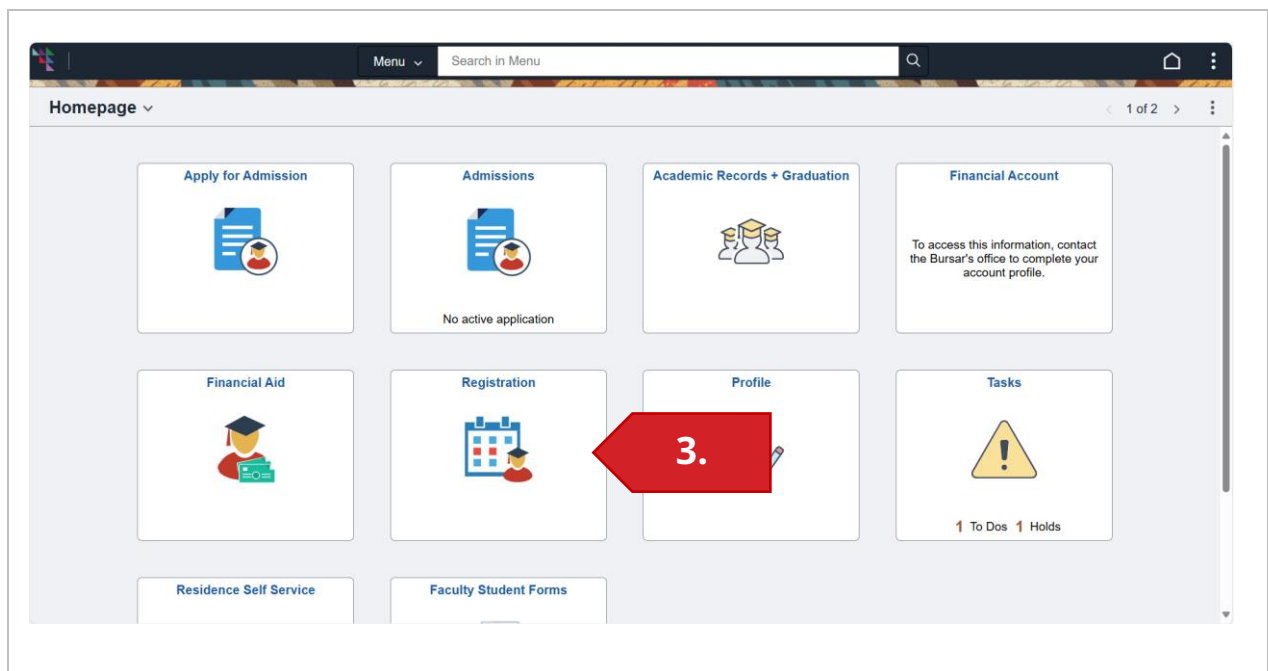 Menu
Search in Menu
Homepage
1 of 2
Apply for Admission
Admissions
No active application
Academic Records + Graduation
Financial Account
To access this information, contact
the Bursar's office to complete your
account profile.
Financial Aid
Registration
3.
Profile
Tasks
1 To Dos 1 Holds
Residence Self Service
Faculty Student Forms